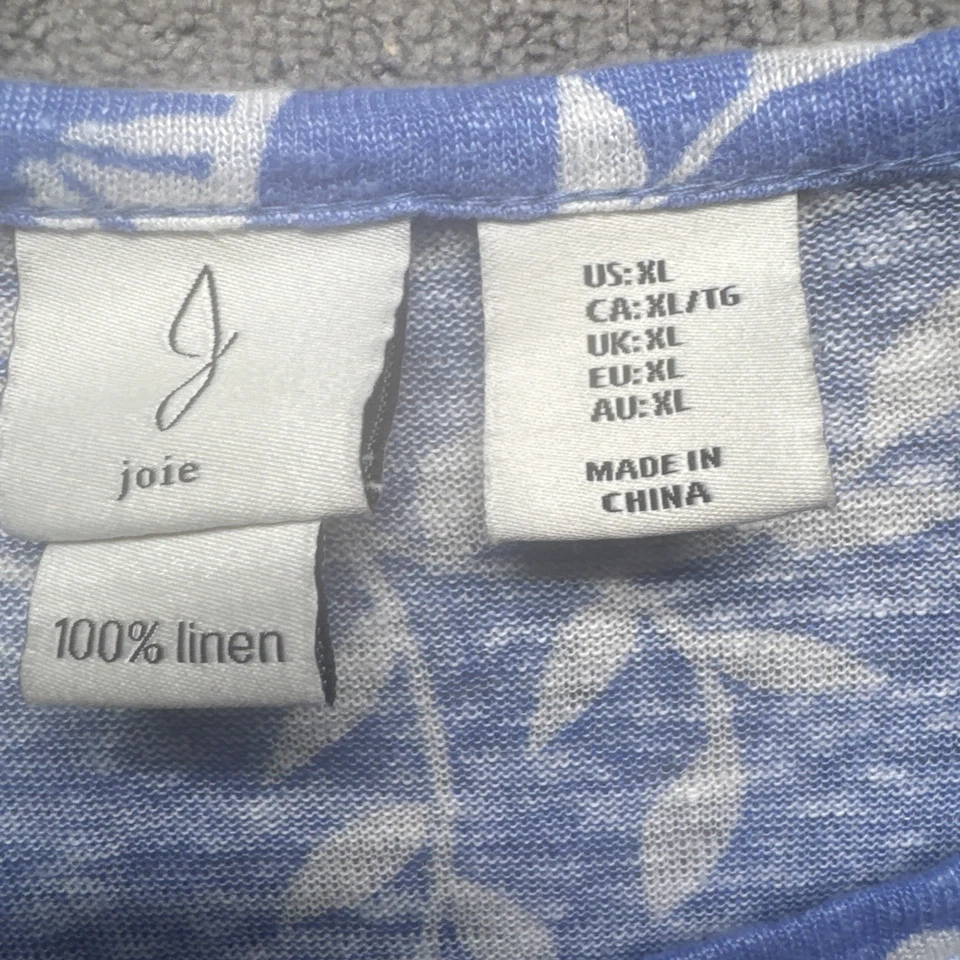 J
joie
100% linen
US:XL
CA:XL/TG
UK:XL
EU:XL
AU:XL
MADE IN
CHINA